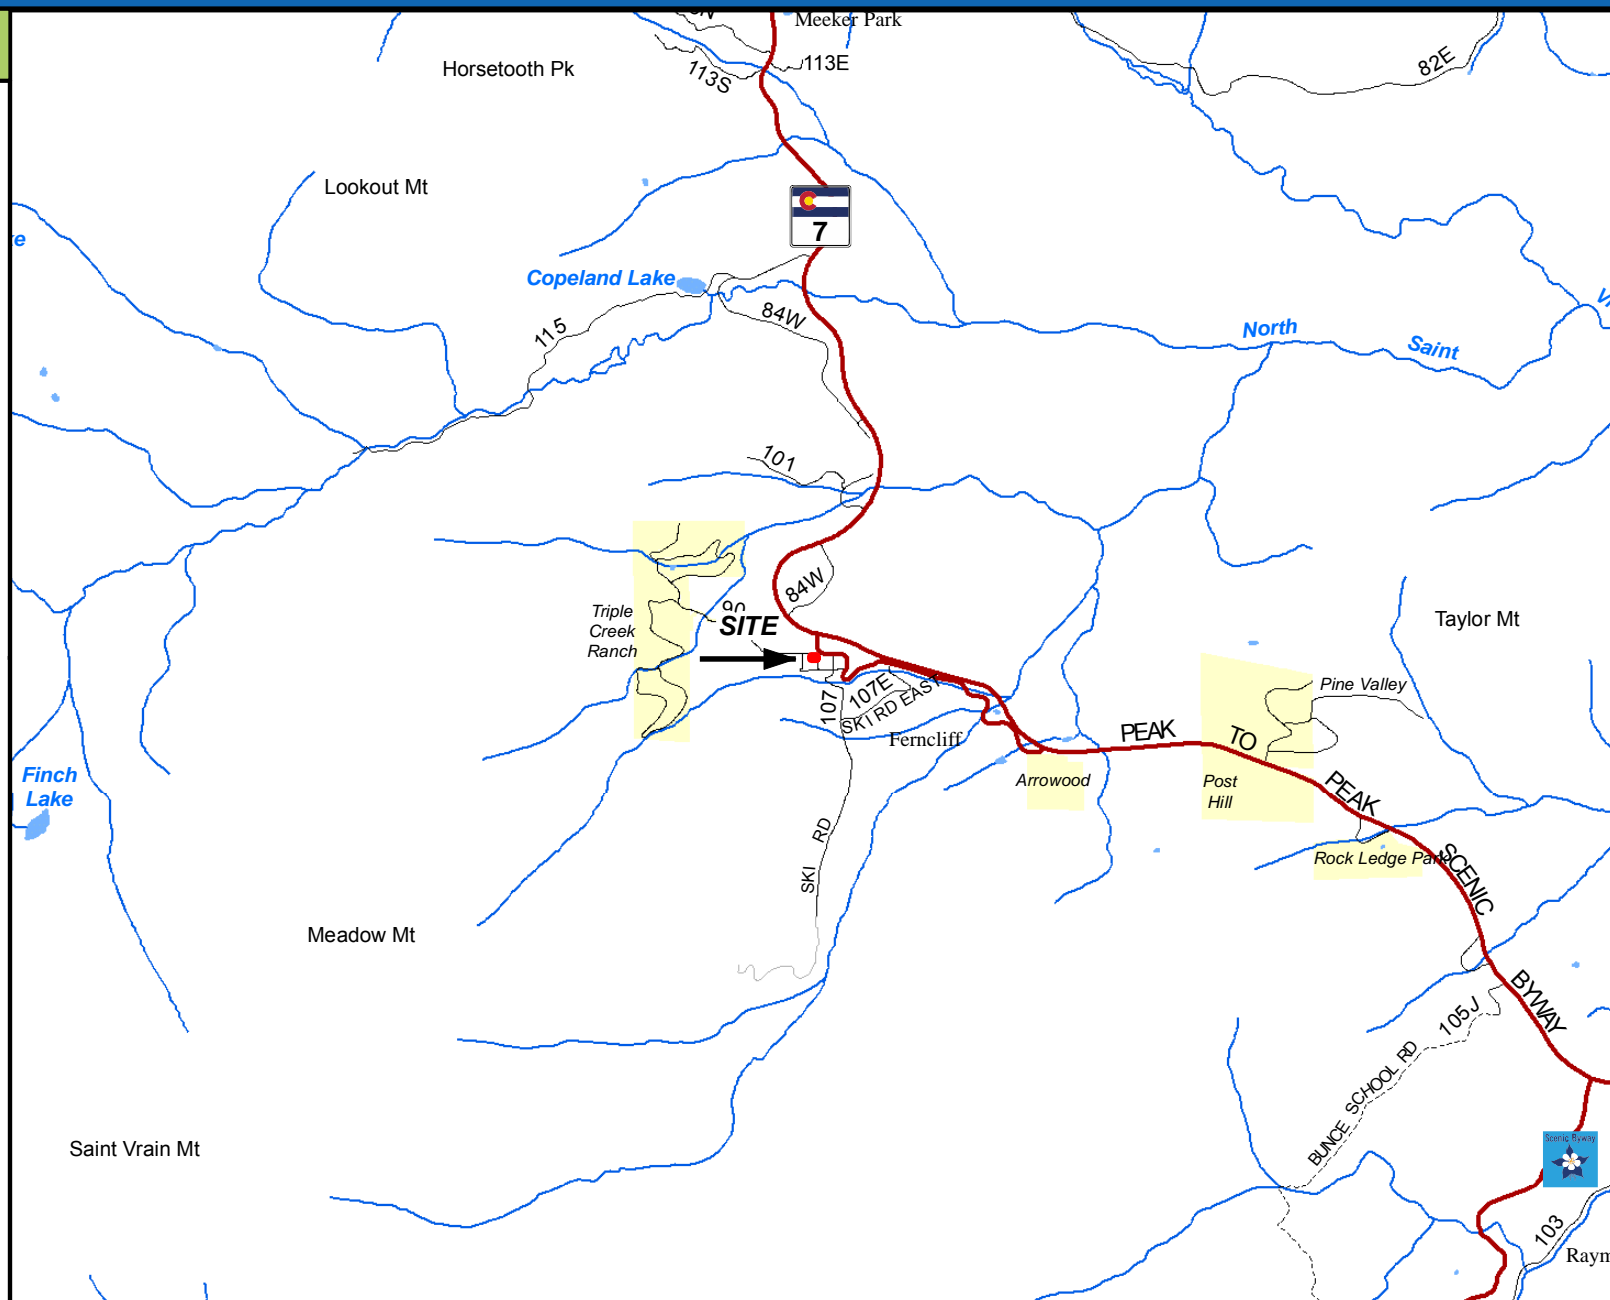 Meeker Park
113E
113S
82E
Horsetooth Pk
Lookout Mt
7
Copeland Lake
84W
115
North
Saint
101
84W
90
SITE
Triple
Creek
Ranch
Taylor Mt
Pine Valley
107
107E
SKI RD EAST
Ferncliff
PEAK
TO
PEAK
SCENIC
BYWAY
Arrowood
Post
Hill
Rock Ledge Park
Finch
Lake
SKI
RD
Meadow Mt
105J
BUNCE SCHOOL RD
Saint Vrain Mt
Scenic Byway
103